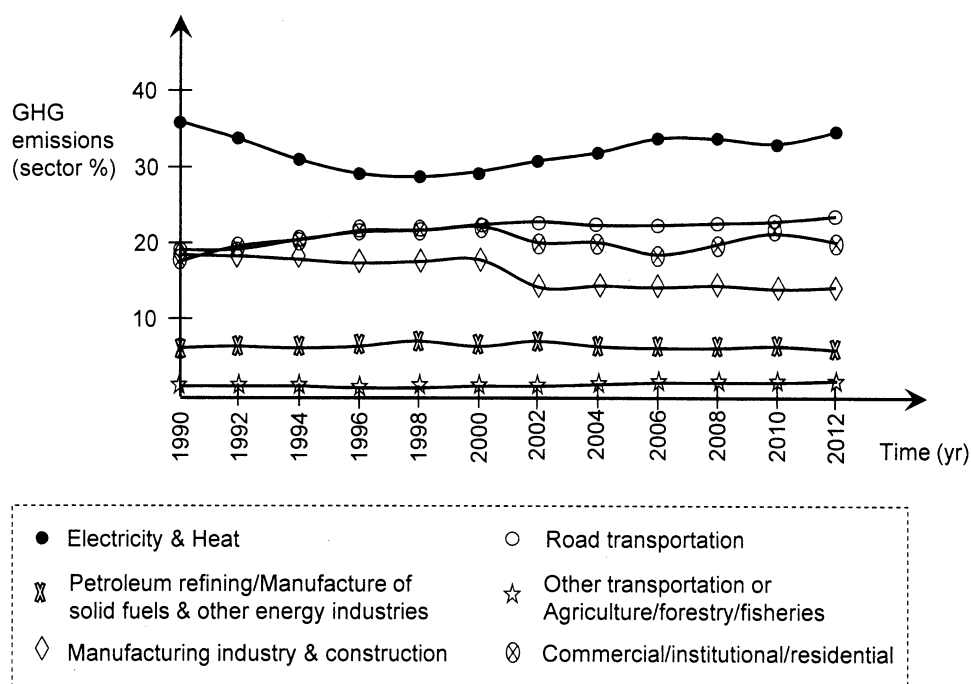 40
GHG
emissions
(sector %)
30
20
10
1990
1992
1994
1996
1998
2000
2002
2004
2006
2008
2010
2012
Time (yr)
Electricity & Heat
Road transportation
Petroleum refining/Manufacture of
solid fuels & other energy industries
Other transportation or
Agriculture/forestry/fisheries
Manufacturing industry & construction
Commercial/institutional/residential